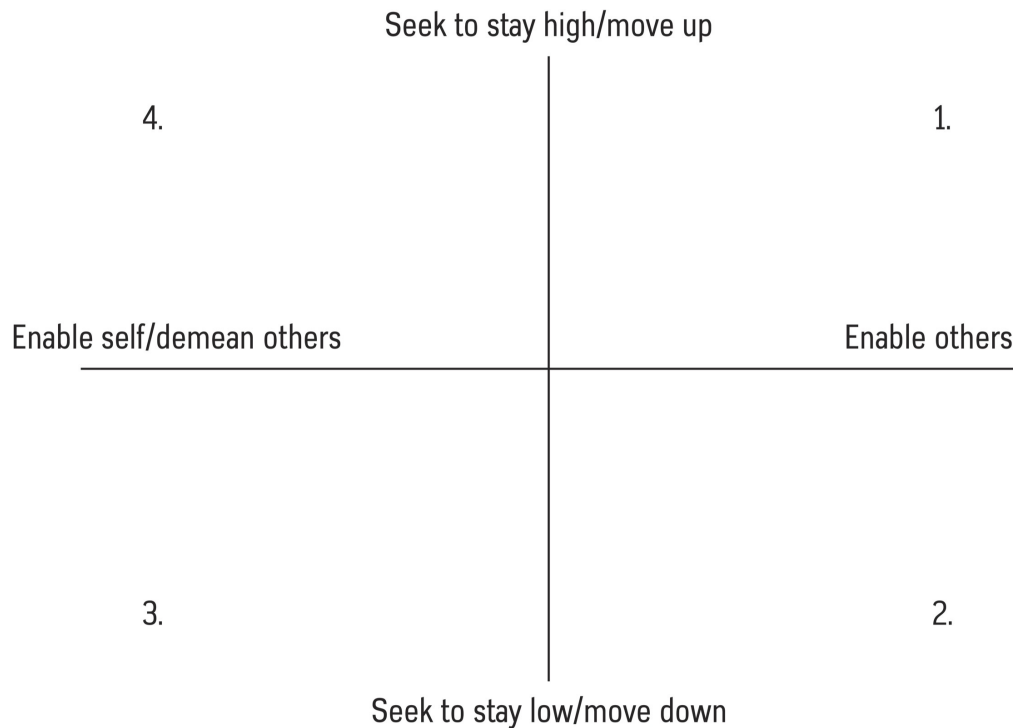 Seek to stay high/move up
4.
1.
Enable self/demean others
Enable others
3.
2.
Seek to stay low/move down